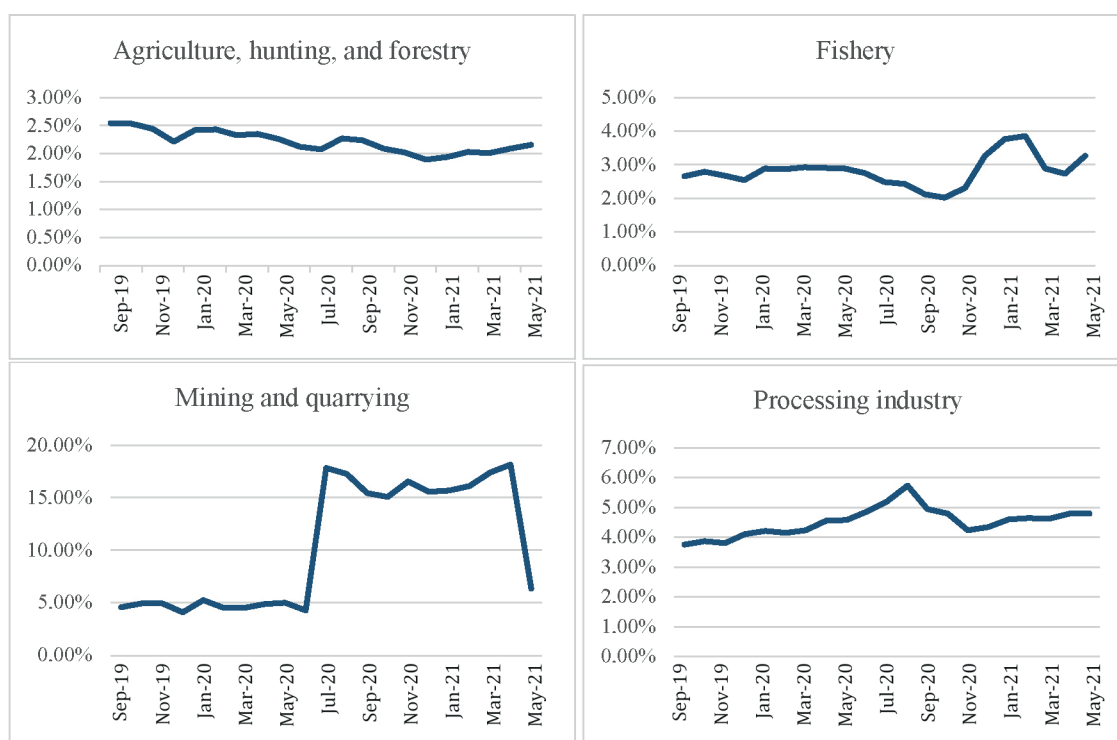 Agriculture, hunting, and forestry
3.00%
2.50%
2.00%
1.50%
1.00%
0.50%
0.00%
Sep-19
Nov-19
Jan-20
Mar-20
May-20
Jul-20
Sep-20
Nov-20
Jan-21
Mar-21
May-21
Fishery
5.00%
4.00%
3.00%
2.00%
1.00%
0.00%
Sep-19
Nov-19
Jan-20
Mar-20
May-20
Jul-20
Sep-20
Nov-20
Jan-21
Mar-21
May-21
Mining and quarrying
20.00%
15.00%
10.00%
5.00%
0.00%
Sep-19
Nov-19
Jan-20
Mar-20
May-20
Jul-20
Sep-20
Nov-20
Jan-21
Mar-21
May-21
Processing industry
7.00%
6.00%
5.00%
4.00%
3.00%
2.00%
1.00%
0.00%
Sep-19
Nov-19
Jan-20
Mar-20
May-20
Jul-20
Sep-20
Nov-20
Jan-21
Mar-21
May-21